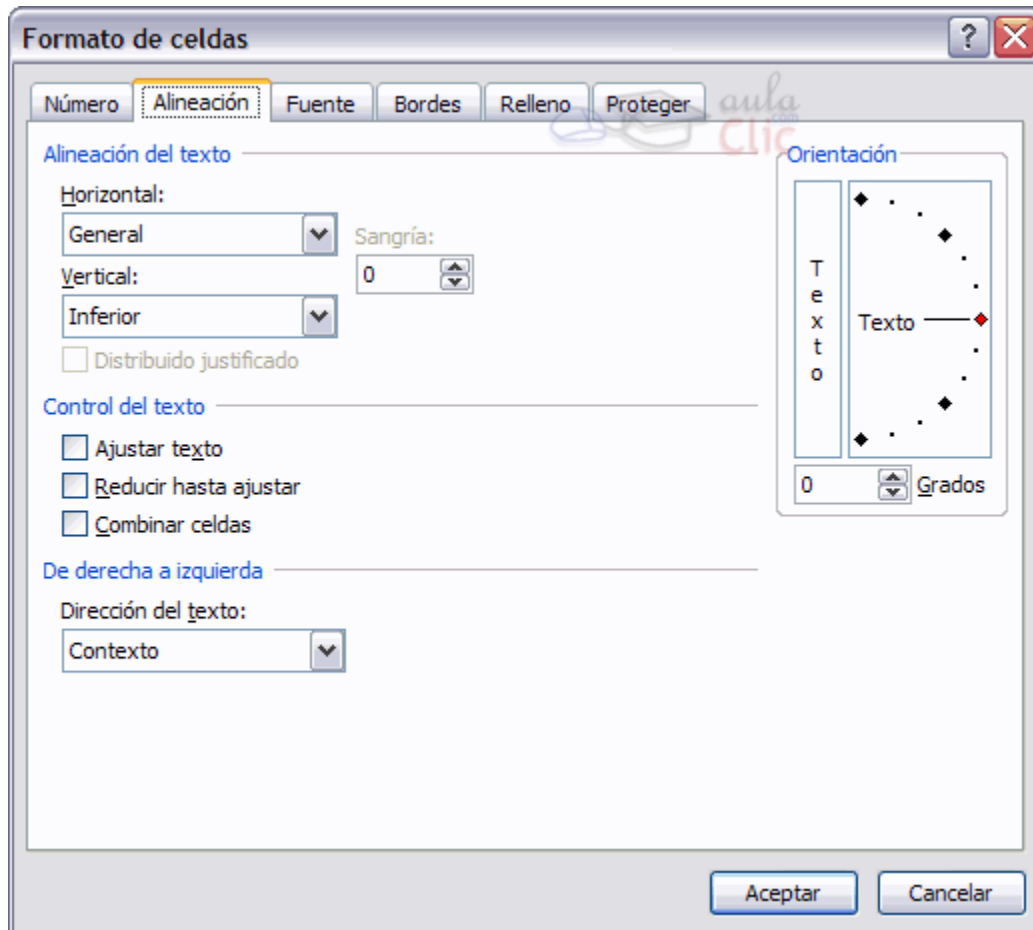 Formato de celdas
Número Alineación Fuente Bordes Relleno Proteger
aula
.com
Clic
Alineación del texto
Horizontal:
General
Sangría:
0
Vertical:
Inferior
Distribuido justificado
Control del texto
Ajustar texto
Reducir hasta ajustar
Combinar celdas
De derecha a izquierda
Dirección del texto:
Contexto
Orientación
Texto
Texto
0 Grados
Aceptar Cancelar